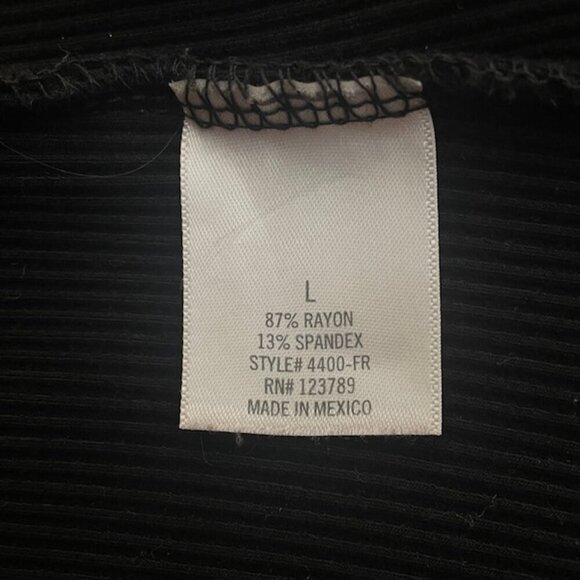 L
87% RAYON
13% SPANDEX
STYLE# 4400-FR
RN# 123789
MADE IN MEXICO